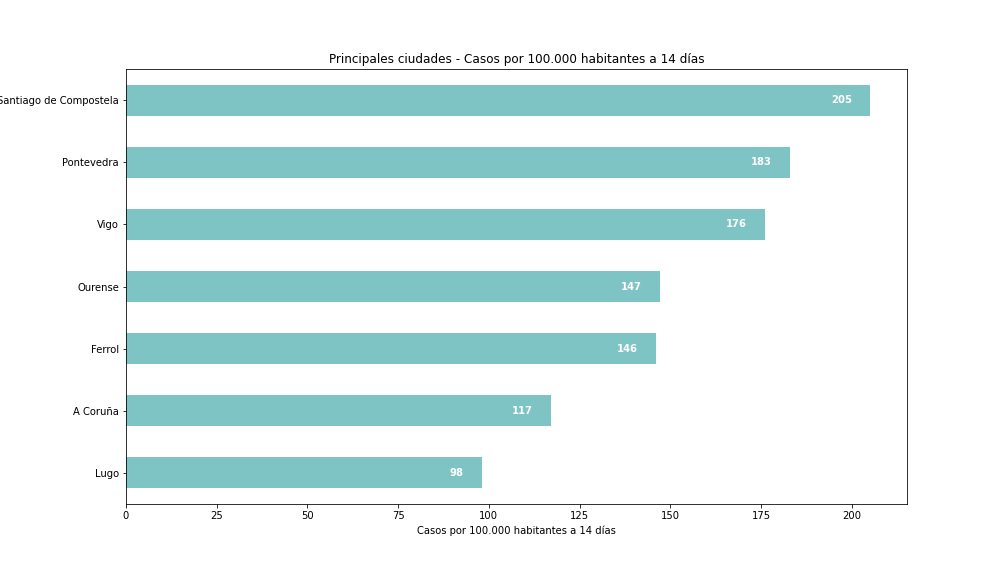 Principales ciudades - Casos por 100.000 habitantes a 14 días
Santiago de Compostela
205
Pontevedra
183
Vigo
176
Ourense
147
Ferrol
146
A Coruña
117
Lugo
98
0 25 50 75 100 125 150 175 200
Casos por 100.000 habitantes a 14 días